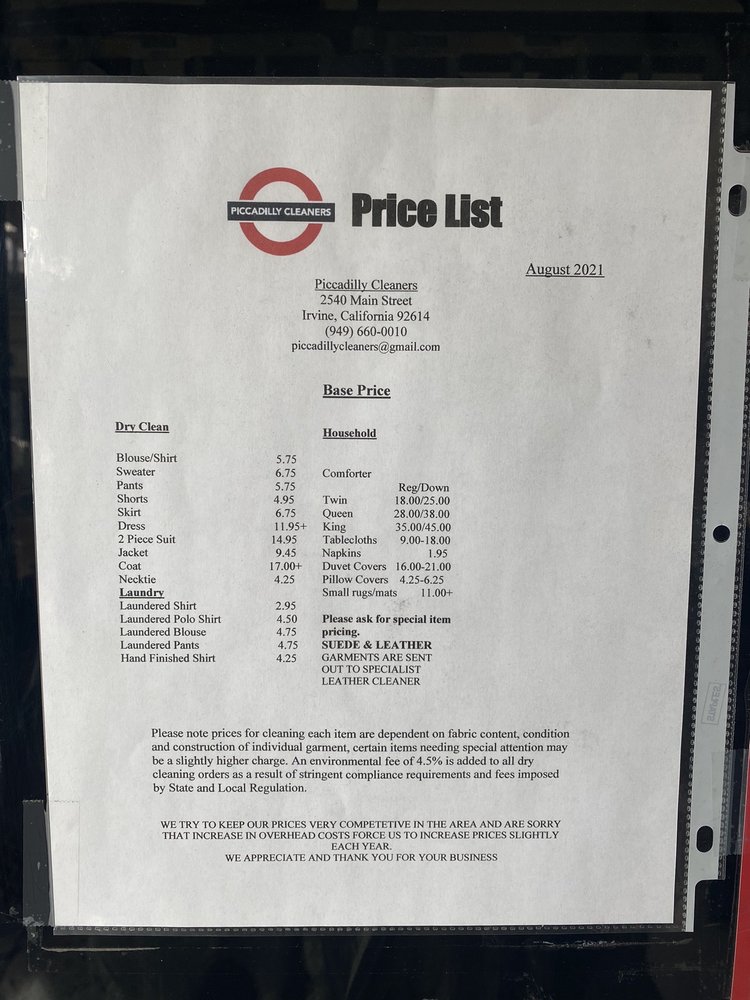 PICCADILLY CLEANERS
Price List
August 2021
Piccadilly Cleaners
2540 Main Street
Irvine, California 92614
(949) 660-0010
piccadillycleaners@gmail.com
Base Price
Dry Clean
Blouse/Shirt 5.75
Sweater 6.75
Pants 5.75
Shorts 4.95
Skirt 6.75
Dress 11.95+
2 Piece Suit 14.95
Jacket 9.45
Coat 17.00+
Necktie 4.25
Laundry
Laundered Shirt 2.95
Laundered Polo Shirt 4.50
Laundered Blouse 4.75
Laundered Pants 4.75
Hand Finished Shirt 4.25
Household
Comforter
Reg/Down
Twin 18.00/25.00
Queen 28.00/38.00
King 35.00/45.00
Tablecloths 9.00-18.00
Napkins 1.95
Duvet Covers 16.00-21.00
Pillow Covers 4.25-6.25
Small rugs/mats 11.00+
Please ask for special item
pricing.
SUEDE & LEATHER
GARMENTS ARE SENT
OUT TO SPECIALIST
LEATHER CLEANER
Please note prices for cleaning each item are dependent on fabric content, condition
and construction of individual garment, certain items needing special attention may
be a slightly higher charge. An environmental fee of 4.5% is added to all dry
cleaning orders as a result of stringent compliance requirements and fees imposed
by State and Local Regulation.
WE TRY TO KEEP OUR PRICES VERY COMPETETIVE IN THE AREA AND ARE SORRY
THAT INCREASE IN OVERHEAD COSTS FORCE US TO INCREASE PRICES SLIGHTLY
EACH YEAR.
WE APPRECIATE AND THANK YOU FOR YOUR BUSINESS
STAPLES